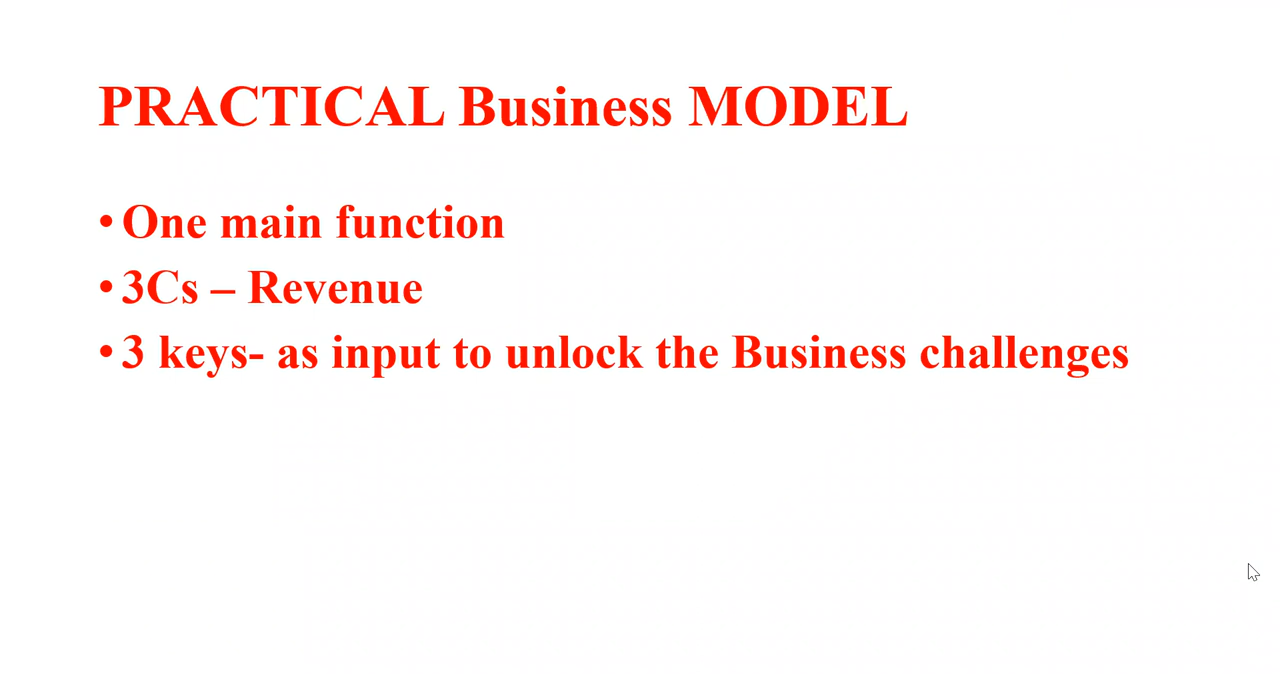 PRACTICAL Business MODEL
• One main function
• 3Cs – Revenue
• 3 keys- as input to unlock the Business challenges